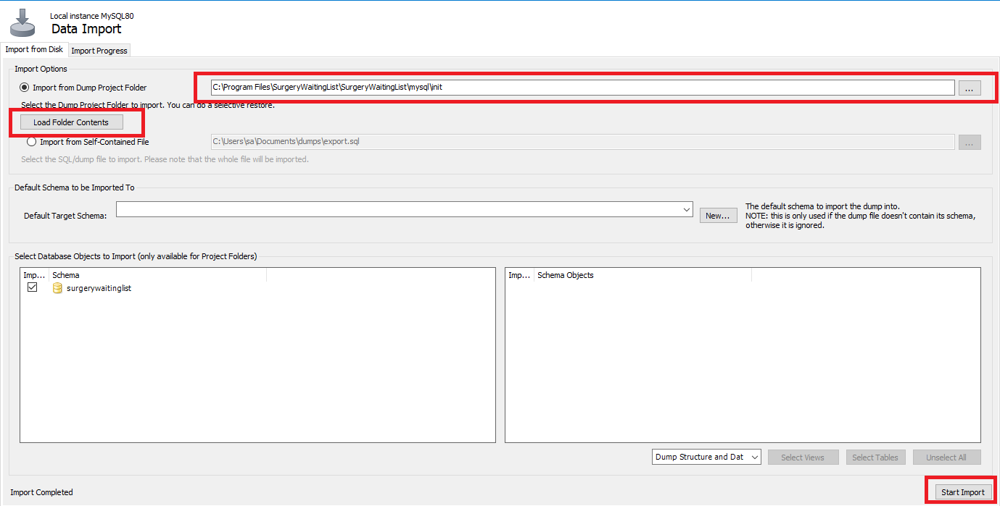 Local instance MySQL80
Data Import
Import from Disk
Import Progress
Import Options
Import from Dump Project Folder
C:\Program Files\SurgeryWaitingList\SurgeryWaitingList\mysql\init
...
Select the Dump Project Folder to import. You can do a selective restore.
Load Folder Contents
Import from Self-Contained File
C:\Users\sa\Documents\dumps\export.sql
...
Select the SQL/dump file to import. Please note that the whole file will be imported.
Default Schema to be Imported To
Default Target Schema:
New...
The default schema to import the dump into.
NOTE: this is only used if the dump file doesn't contain its schema,
otherwise it is ignored.
Select Database Objects to Import (only available for Project Folders)
Imp... Schema
surgerywaitinglist
Imp... Schema Objects
Dump Structure and Dat
Select Views
Select Tables
Unselect All
Import Completed
Start Import